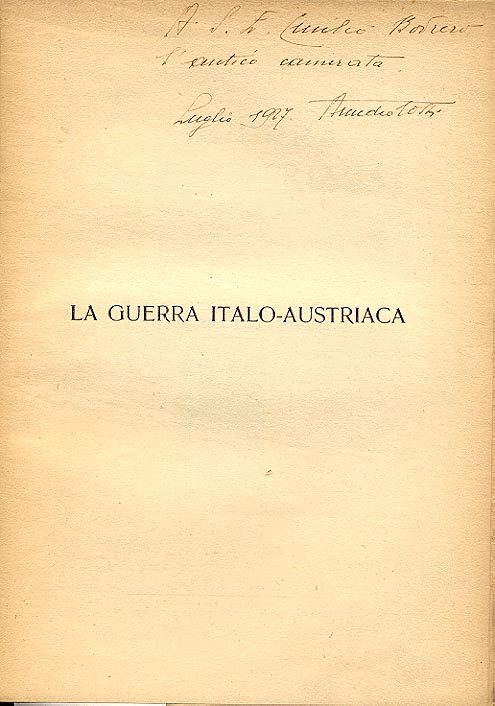 A S. E. Emilio Bodrero
l'antico camerata
Luglio 1927. Amedeo Tosti
LA GUERRA ITALO-AUSTRIACA